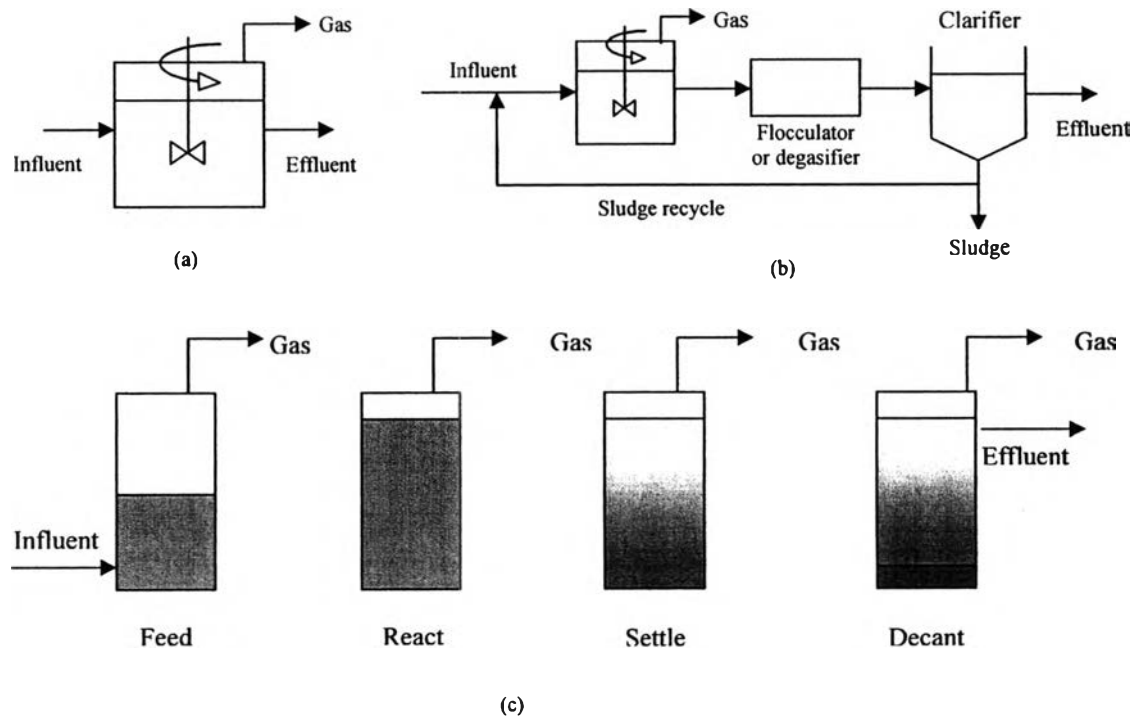 Gas
Influent
Effluent
(a)
Gas
Clarifier
Influent
Flocculator
or degasifier
Effluent
Sludge recycle
Sludge
(b)
Gas
Gas
Gas
Gas
Influent
Effluent
Feed
React
Settle
Decant
(c)